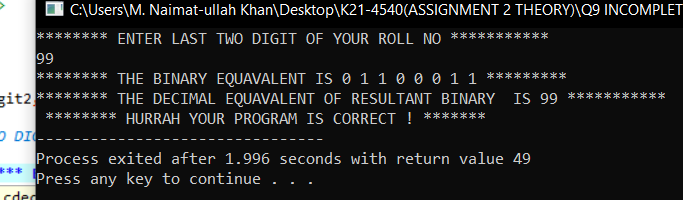 C:\Users\M. Naimat-ullah Khan\Desktop\K21-4540(ASSIGNMENT 2 THEORY)\Q9 INCOMPLET
******** ENTER LAST TWO DIGIT OF YOUR ROLL NO ***********
99
******** THE BINARY EQUAVALENT IS 0 1 1 0 0 0 1 1 *********
******** THE DECIMAL EQUAVALENT OF RESULTANT BINARY  IS 99 ***********
******** HURRAH YOUR PROGRAM IS CORRECT ! *******
--------------------------------
Process exited after 1.996 seconds with return value 49
Press any key to continue . . .
git2,
O DIG
***
cdec